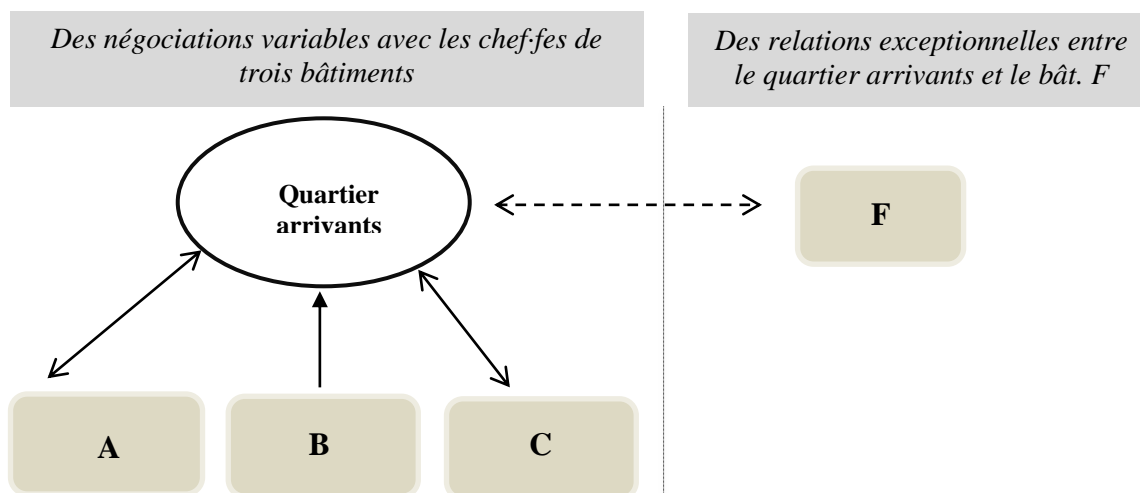 Des négociations variables avec les chef·fes de
trois bâtiments
Des relations exceptionnelles entre
le quartier arrivants et le bât. F
Quartier
arrivants
F
A
B
C